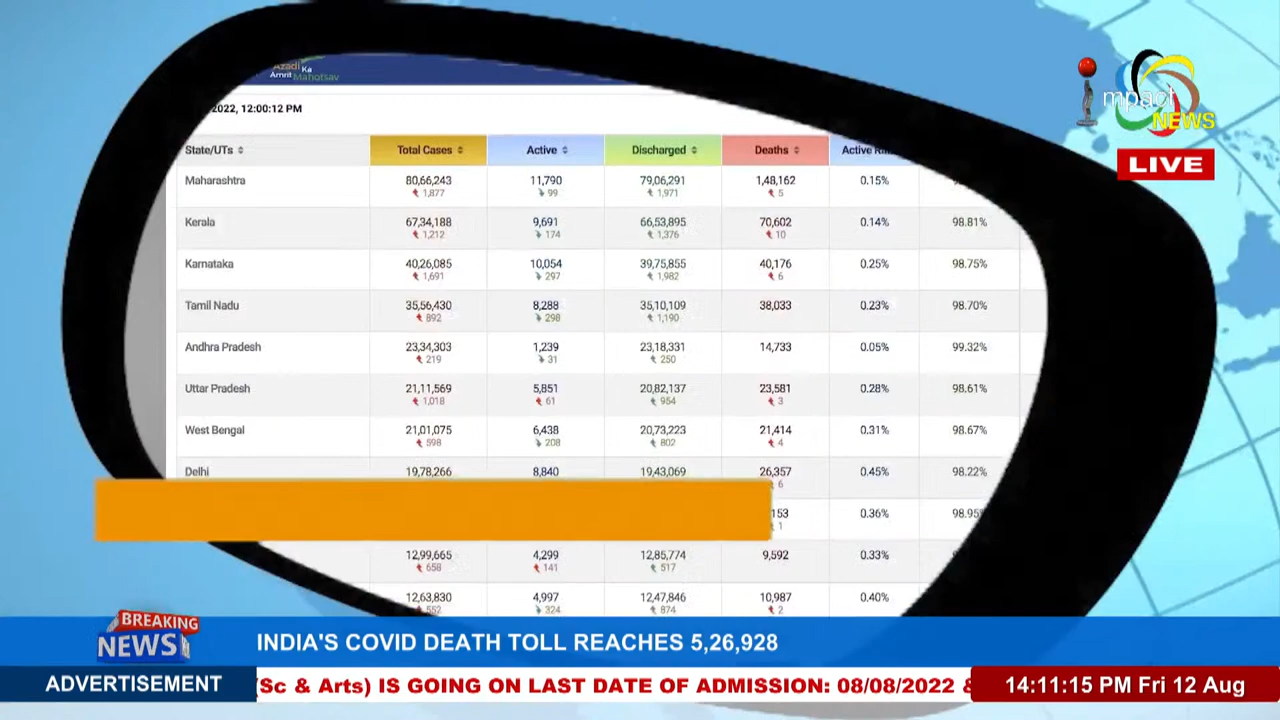 Azadi Ka
Amrit Mahotsav
2022, 12:00:12 PM
impact
NEWS
LIVE
State/UTs Total Cases Active Discharged Deaths Active
Maharashtra 80,66,243 11,790 79,06,291 1,48,162 0.15%
1,877 99 1,971 5
Kerala 67,34,188 9,691 66,53,895 70,602 0.14% 98.81%
1,212 174 1,376 10
Karnataka 40,26,085 10,054 39,75,855 40,176 0.25% 98.75%
1,691 297 1,982 6
Tamil Nadu 35,56,430 8,288 35,10,109 38,033 0.23% 98.70%
892 298 1,190
Andhra Pradesh 23,34,303 1,239 23,18,331 14,733 0.05% 99.32%
219 31 250
Uttar Pradesh 21,11,569 5,851 20,82,137 23,581 0.28% 98.61%
1,018 61 954 3
West Bengal 21,01,075 6,438 20,73,223 21,414 0.31% 98.67%
598 208 802 4
Delhi 19,78,266 8,840 19,43,069 26,357 0.45% 98.22%
6
153 0.36% 98.95
1
12,99,665 4,299 12,85,774 9,592 0.33%
658 141 517
12,63,830 4,997 12,47,846 10,987 0.40%
552 324 874 2
BREAKING
NEWS
INDIA'S COVID DEATH TOLL REACHES 5,26,928
ADVERTISEMENT (Sc & Arts) IS GOING ON LAST DATE OF ADMISSION: 08/08/2022 & 14:11:15 PM Fri 12 Aug